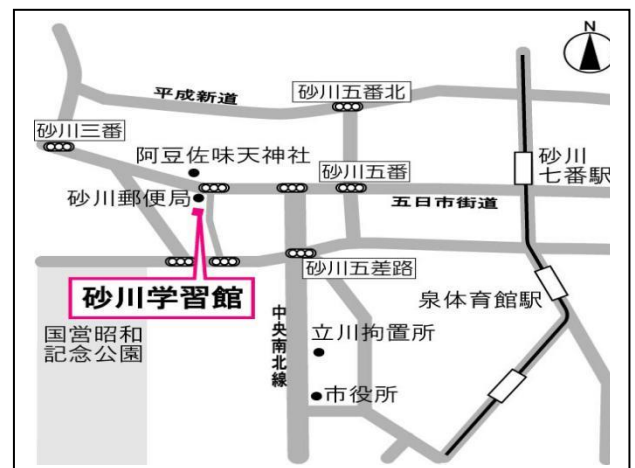 N
平成新道
砂川五番北
砂川三番
阿豆佐味天神社
砂川五番
砂川
七番駅
砂川郵便局
五日市街道
砂川五差路
砂川学習館
泉体育館駅
国営昭和
記念公園
中央南北線
立川拘置所
市役所